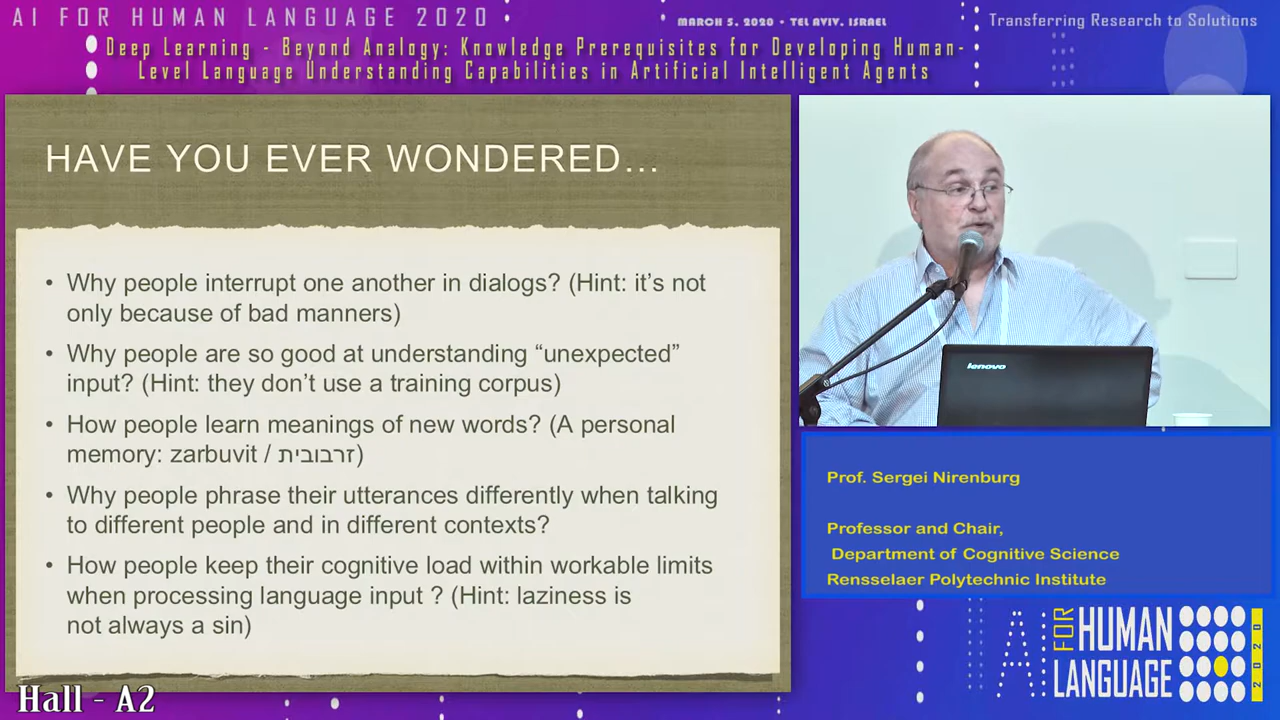 AI FOR HUMAN LANGUAGE 2020
MARCH 5, 2020 • TEL AVIV, ISRAEL
Transferring Research to Solutions
Deep Learning - Beyond Analogy: Knowledge Prerequisites for Developing Human-
Level Language Understanding Capabilities in Artificial Intelligent Agents
HAVE YOU EVER WONDERED...
• Why people interrupt one another in dialogs? (Hint: it's not
only because of bad manners)
• Why people are so good at understanding “unexpected”
input? (Hint: they don't use a training corpus)
• How people learn meanings of new words? (A personal
memory: zarbuvit / זרבובית)
• Why people phrase their utterances differently when talking
to different people and in different contexts?
• How people keep their cognitive load within workable limits
when processing language input ? (Hint: laziness is
not always a sin)
Hall - A2
lenovo
Prof. Sergei Nirenburg
Professor and Chair,
Department of Cognitive Science
Rensselaer Polytechnic Institute
AI FOR HUMAN
LANGUAGE 2020